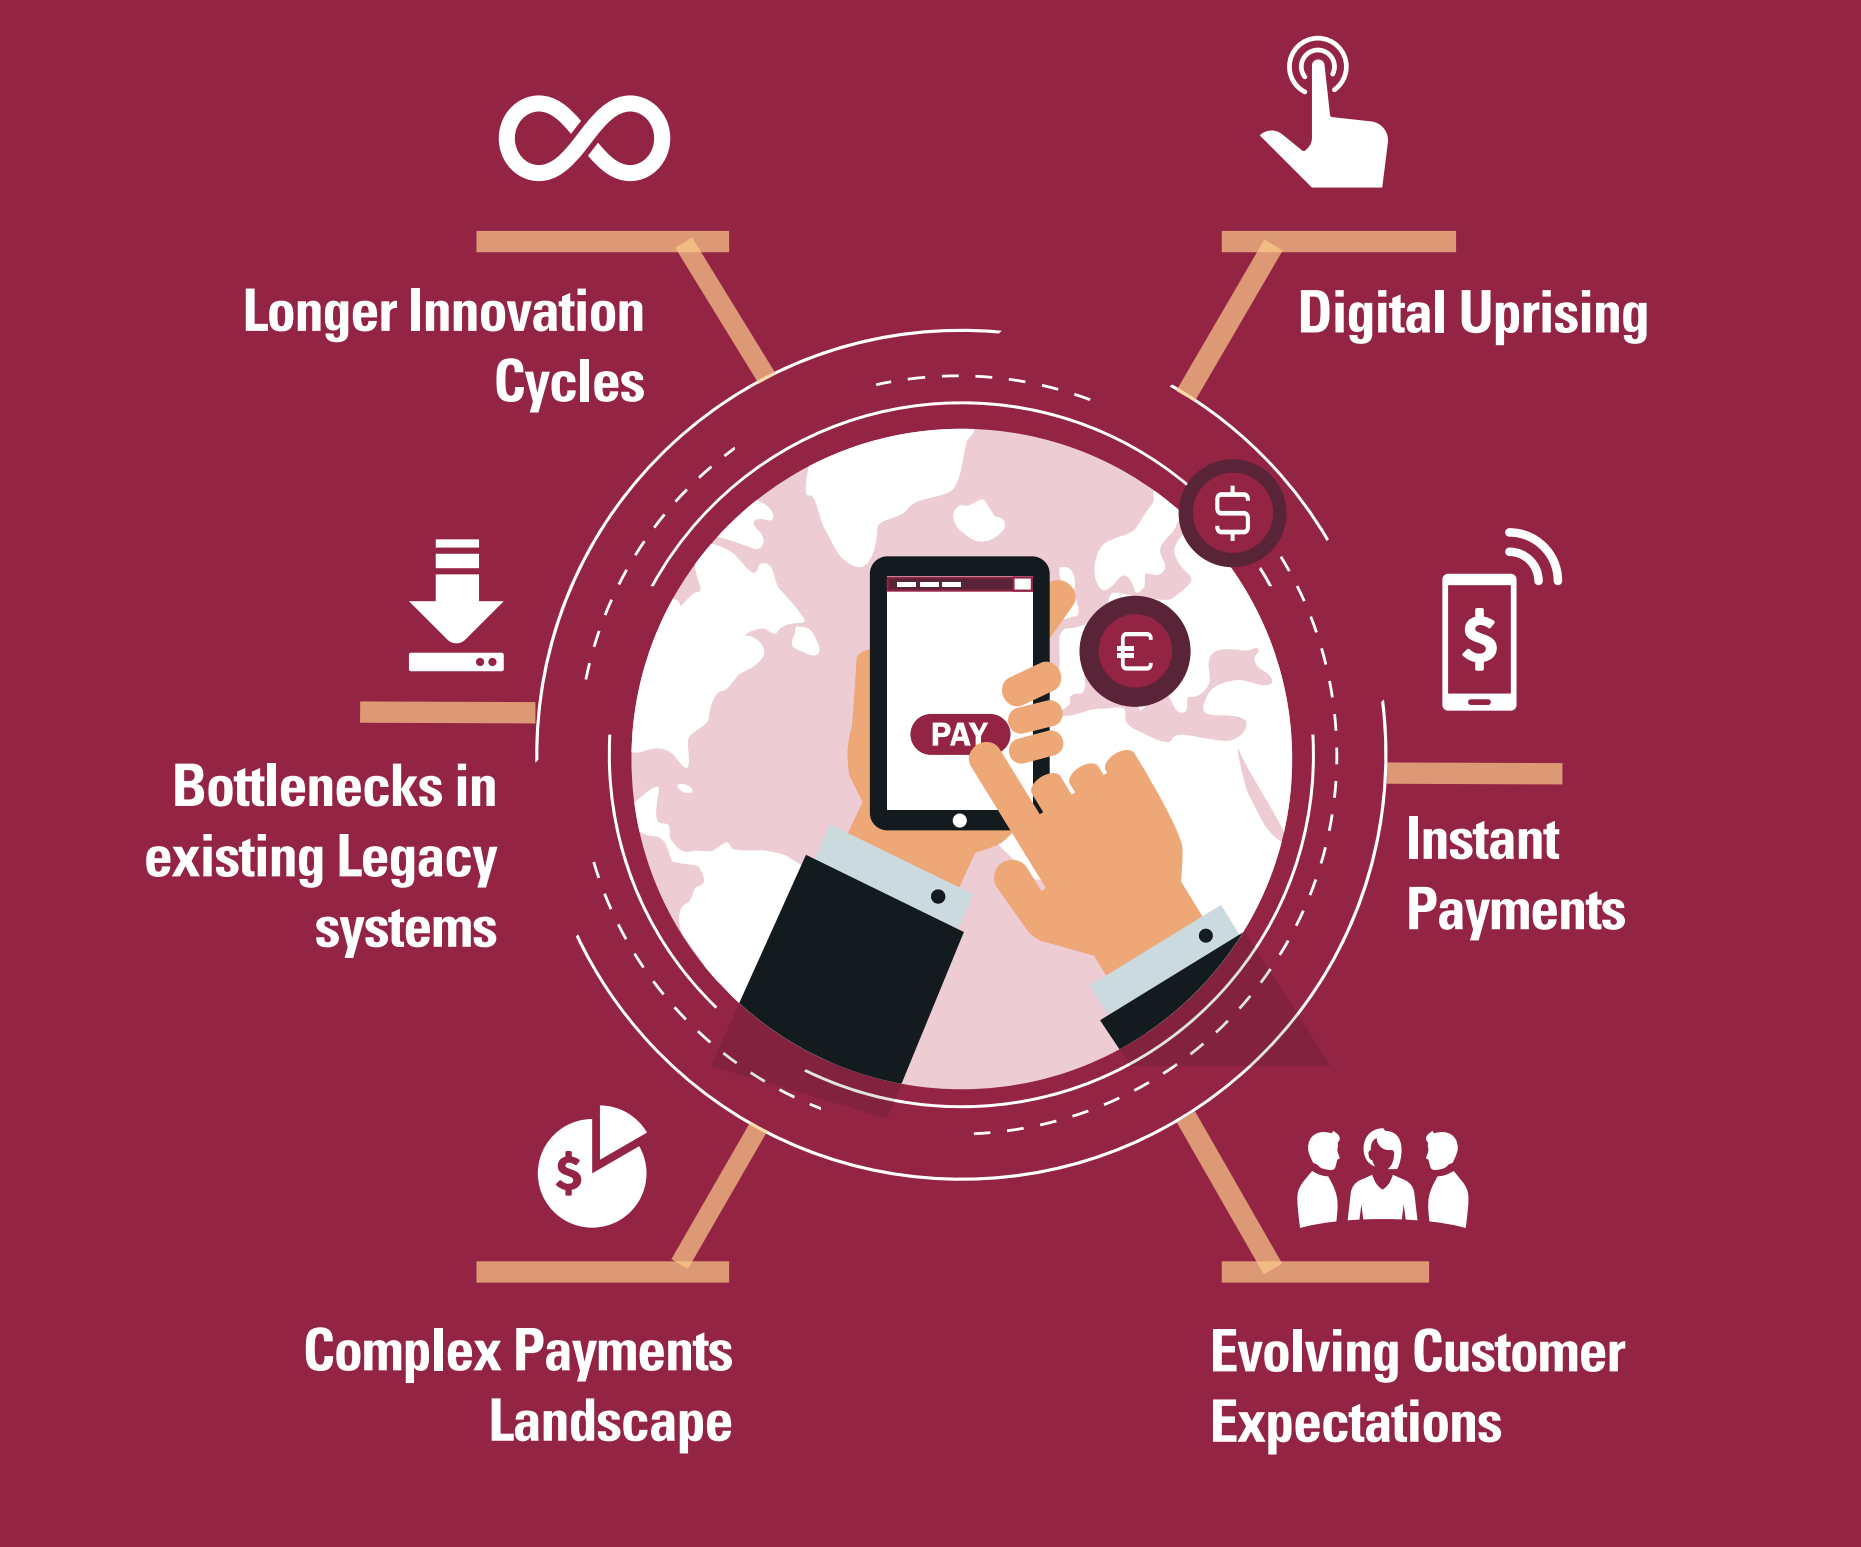 Longer Innovation
Cycles
Digital Uprising
$
€
PAY
$
Bottlenecks in
existing Legacy
systems
Instant
Payments
$
Complex Payments
Landscape
Evolving Customer
Expectations